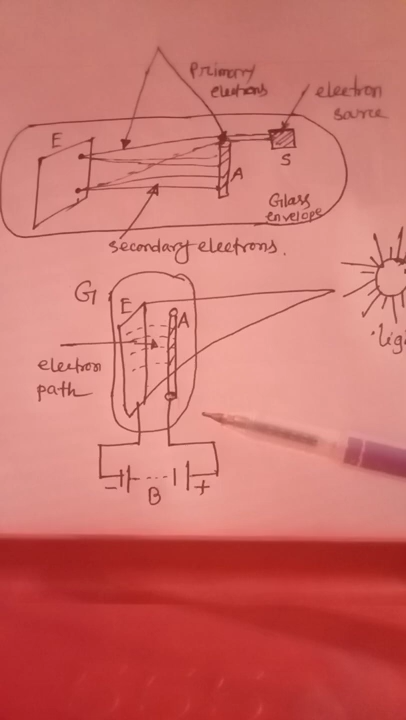 Primary
electrons
electron
source
E
A
S
Glass
envelope
secondary electrons.
G
E
A
electron
path
- B +